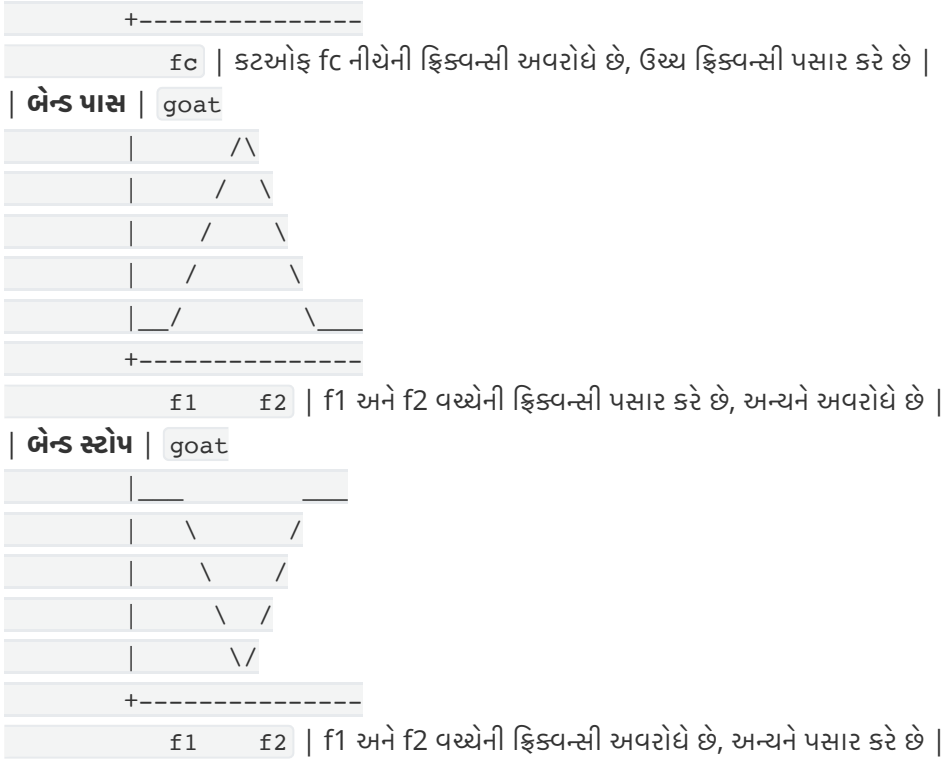 +---------------
fc | કટઓફ fc નીચેની ફ્રિક્વન્સી અવરોધે છે, ઉચ્ચ ફ્રિક્વન્સી પસાર કરે છે |
| બેન્ડ પાસ | goat
|      /\
|     /  \
|    /    \
|   /      \
|__/        \___
+---------------
f1    f2 | f1 અને f2 વચ્ચેની ફ્રિક્વન્સી પસાર કરે છે, અન્યને અવરોધે છે |
| બેન્ડ સ્ટોપ | goat
|___        ___
|   \      /
|    \    /
|     \  /
|      \/
+---------------
f1    f2 | f1 અને f2 વચ્ચેની ફ્રિક્વન્સી અવરોધે છે, અન્યને પસાર કરે છે |